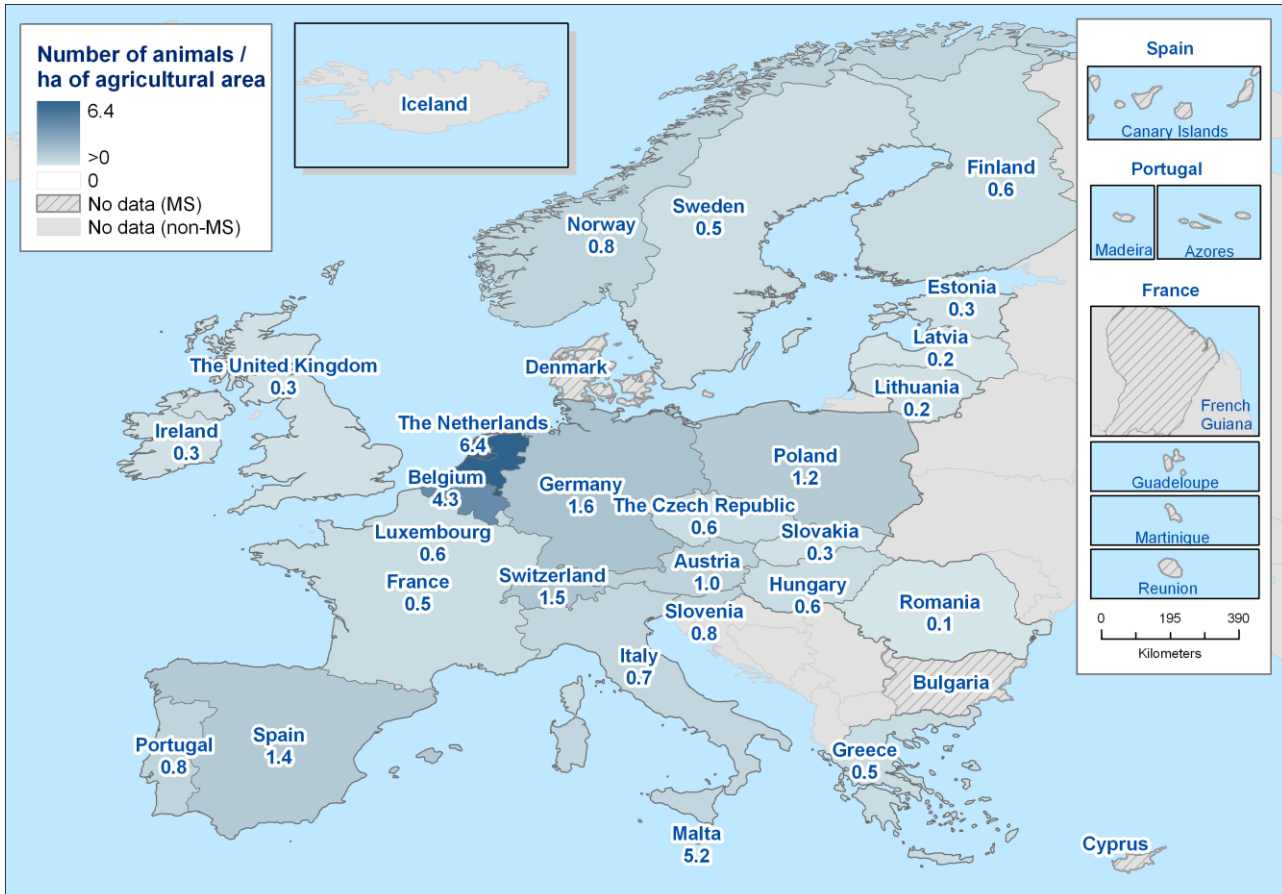 Number of animals /
ha of agricultural area
6.4
>0
0
No data (MS)
No data (non-MS)
Iceland
Spain
Canary Islands
Portugal
Madeira
Azores
France
French
Guiana
Guadeloupe
Martinique
Reunion
0 195 390
Kilometers
Finland
0.6
Sweden
0.5
Norway
0.8
Estonia
0.3
Latvia
0.2
Lithuania
0.2
Denmark
The United Kingdom
0.3
Ireland
0.3
The Netherlands
6.4
Belgium
4.3
Germany
1.6
Poland
1.2
The Czech Republic
0.6
Luxembourg
0.6
Slovakia
0.3
France
0.5
Switzerland
1.5
Austria
1.0
Hungary
0.6
Slovenia
0.8
Romania
0.1
Italy
0.7
Bulgaria
Portugal
0.8
Spain
1.4
Greece
0.5
Malta
5.2
Cyprus